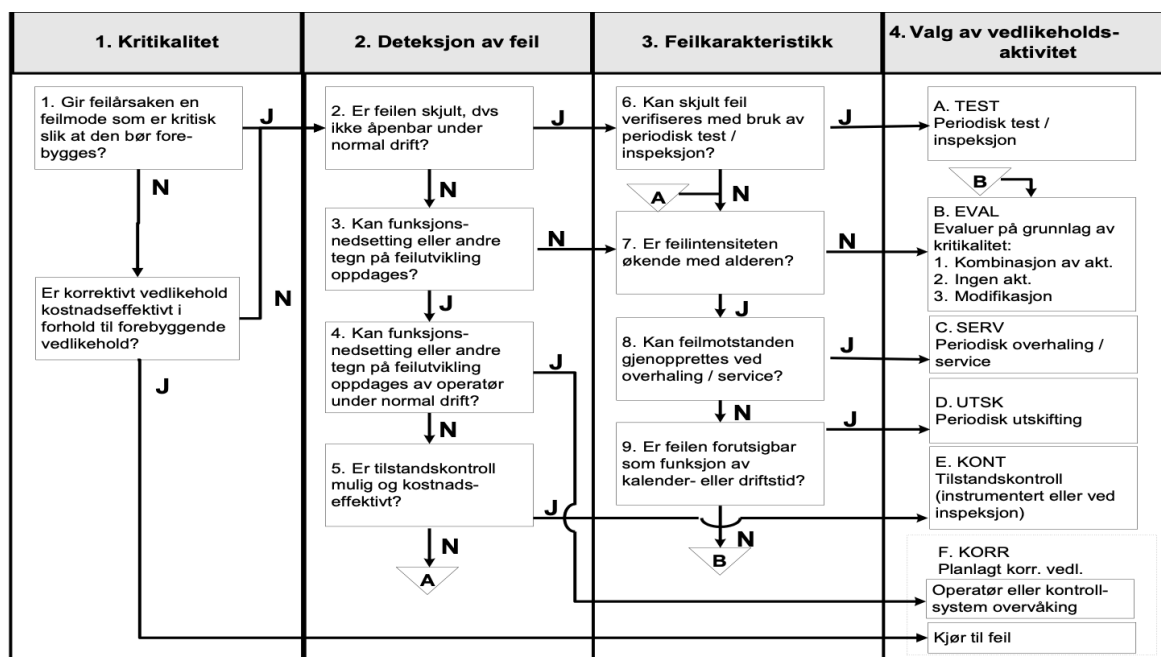 1. Kritikalitet
2. Deteksjon av feil
3. Feilkarakteristikk
4. Valg av vedlikeholds-
aktivitet
1. Gir feilårsaken en
feilmode som er kritisk
slik at den bør fore-
bygges?
J
N
Er korrektivt vedlikehold
kostnadseffektivt i
forhold til forebyggende
vedlikehold?
N
J
2. Er feilen skjult, dvs
ikke åpenbar under
normal drift?
J
N
3. Kan funksjons-
nedsetting eller andre
tegn på feilutvikling
oppdages?
N
J
4. Kan funksjons-
nedsetting eller andre
tegn på feilutvikling
oppdages av operatør
under normal drift?
J
N
5. Er tilstandskontroll
mulig og kostnads-
effektivt?
J
N
A
6. Kan skjult feil
verifiseres med bruk av
periodisk test /
inspeksjon?
J
A
N
7. Er feilintensiteten
økende med alderen?
N
J
8. Kan feilmotstanden
gjenopprettes ved
overhaling / service?
J
N
9. Er feilen forutsigbar
som funksjon av
kalender- eller driftstid?
J
N
B
A. TEST
Periodisk test /
inspeksjon
B
B. EVAL
Evaluer på grunnlag av
kritikalitet:
1. Kombinasjon av akt.
2. Ingen akt.
3. Modifikasjon
C. SERV
Periodisk overhaling /
service
D. UTSK
Periodisk utskifting
E. KONT
Tilstandskontroll
(instrumentert eller ved
inspeksjon)
F. KORR
Planlagt korr. vedl.
Operatør eller kontroll-
system overvåking
Kjør til feil